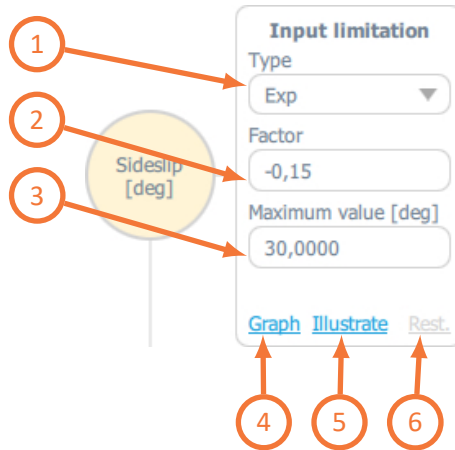 Input limitation
1
Type
Exp
2
Factor
-0,15
Sideslip
[deg]
3
Maximum value [deg]
30,0000
Graph Illustrate Rest.
4 5 6